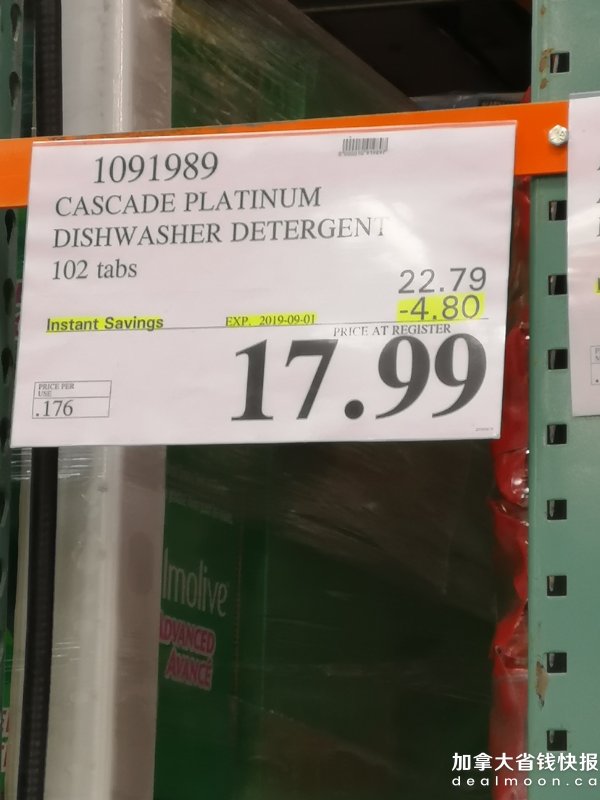 1091989
CASCADE PLATINUM
DISHWASHER DETERGENT
102 tabs
22.79
-4.80
Instant Savings
EXP. 2019-09-01
PRICE AT REGISTER
17.99
PRICE PER
USE
.176
lmolive
ADVANCED
AVANCÉ
加拿大省钱快报
dealmoon.ca